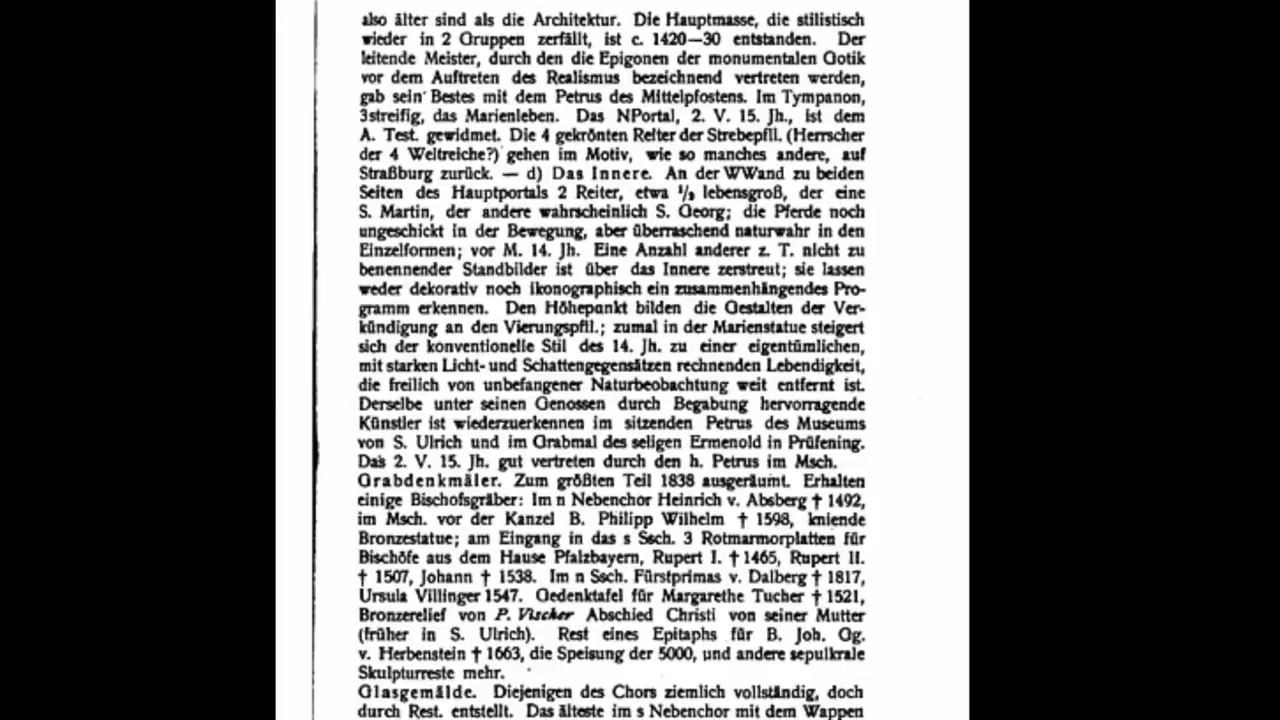 also älter sind als die Architektur. Die Hauptmasse, die stilistisch
wieder in 2 Gruppen zerfällt, ist c. 1420—30 entstanden. Der
leitende Meister, durch den die Epigonen der monumentalen Gotik
vor dem Auftreten des Realismus bezeichnend vertreten werden,
gab sein Bestes mit dem Petrus des Mittelpfostens. Im Tympanon,
3streifig, das Marienleben. Das NPortal, 2. V. 15. Jh., ist dem
A. Test. gewidmet. Die 4 gekrönten Reiter der Strebepfll. (Herrscher
der 4 Weltreiche?) gehen im Motiv, wie so manches andere, auf
Straßburg zurück. — d) Das Innere. An der WWand zu beiden
Seiten des Hauptportals 2 Reiter, etwa ½ lebensgroß, der eine
S. Martin, der andere wahrscheinlich S. Georg; die Pferde noch
ungeschickt in der Bewegung, aber überraschend naturwahr in den
Einzelformen; vor M. 14. Jh. Eine Anzahl anderer z. T. nicht zu
benennender Standbilder ist über das Innere zerstreut; sie lassen
weder dekorativ noch ikonographisch ein zusammenhängendes Pro-
gramm erkennen. Den Höhepunkt bilden die Gestalten der Ver-
kündigung an den Vierungspfll.; zumal in der Marienstatue steigert
sich der konventionelle Stil des 14. Jh. zu einer eigentümlichen,
mit starken Licht- und Schattengegensätzen rechnenden Lebendigkeit,
die freilich von unbefangener Naturbeobachtung weit entfernt ist.
Derselbe unter seinen Genossen durch Begabung hervorragende
Künstler ist wiederzuerkennen im sitzenden Petrus des Museums
von S. Ulrich und im Grabmal des seligen Ermenold in Prüfening.
Das 2. V. 15. Jh. gut vertreten durch den h. Petrus im Msch.
Grabdenkmäler. Zum größten Teil 1838 ausgeräumt. Erhalten
einige Bischofsgräber: Im n Nebenchor Heinrich v. Absberg † 1492,
im Msch. vor der Kanzel B. Philipp Wilhelm † 1598, kniende
Bronzestatue; am Eingang in das s Ssch. 3 Rotmarmorplatten für
Bischöfe aus dem Hause Pfalzbayern, Rupert I. † 1465, Rupert II.
† 1507, Johann † 1538. Im n Ssch. Fürstprimas v. Dalberg † 1817,
Ursula Villinger 1547. Gedenktafel für Margarethe Tucher † 1521,
Bronzerelief von P. Vischer Abschied Christi von seiner Mutter
(früher in S. Ulrich). Rest eines Epitaphs für B. Joh. Gg.
v. Herbenstein † 1663, die Speisung der 5000, und andere sepulkrale
Skulpturreste mehr.
Glasgemälde. Diejenigen des Chors ziemlich vollständig, doch
durch Rest. entstellt. Das älteste im s Nebenchor mit dem Wappen